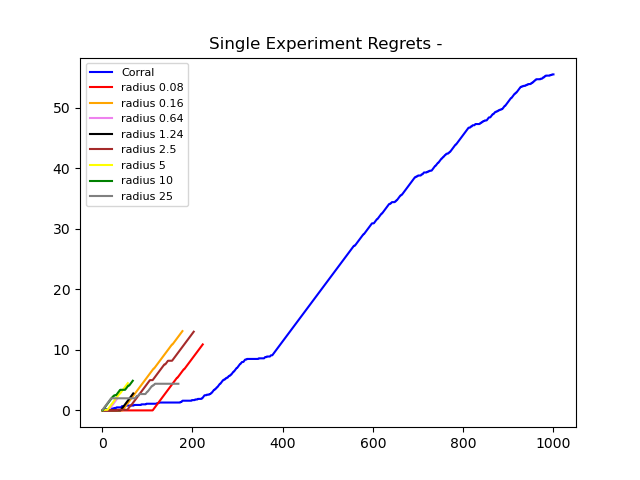 Single Experiment Regrets -
Corral
radius 0.08
radius 0.16
radius 0.64
radius 1.24
radius 2.5
radius 5
radius 10
radius 25
50
40
30
20
10
0
0 200 400 600 800 1000